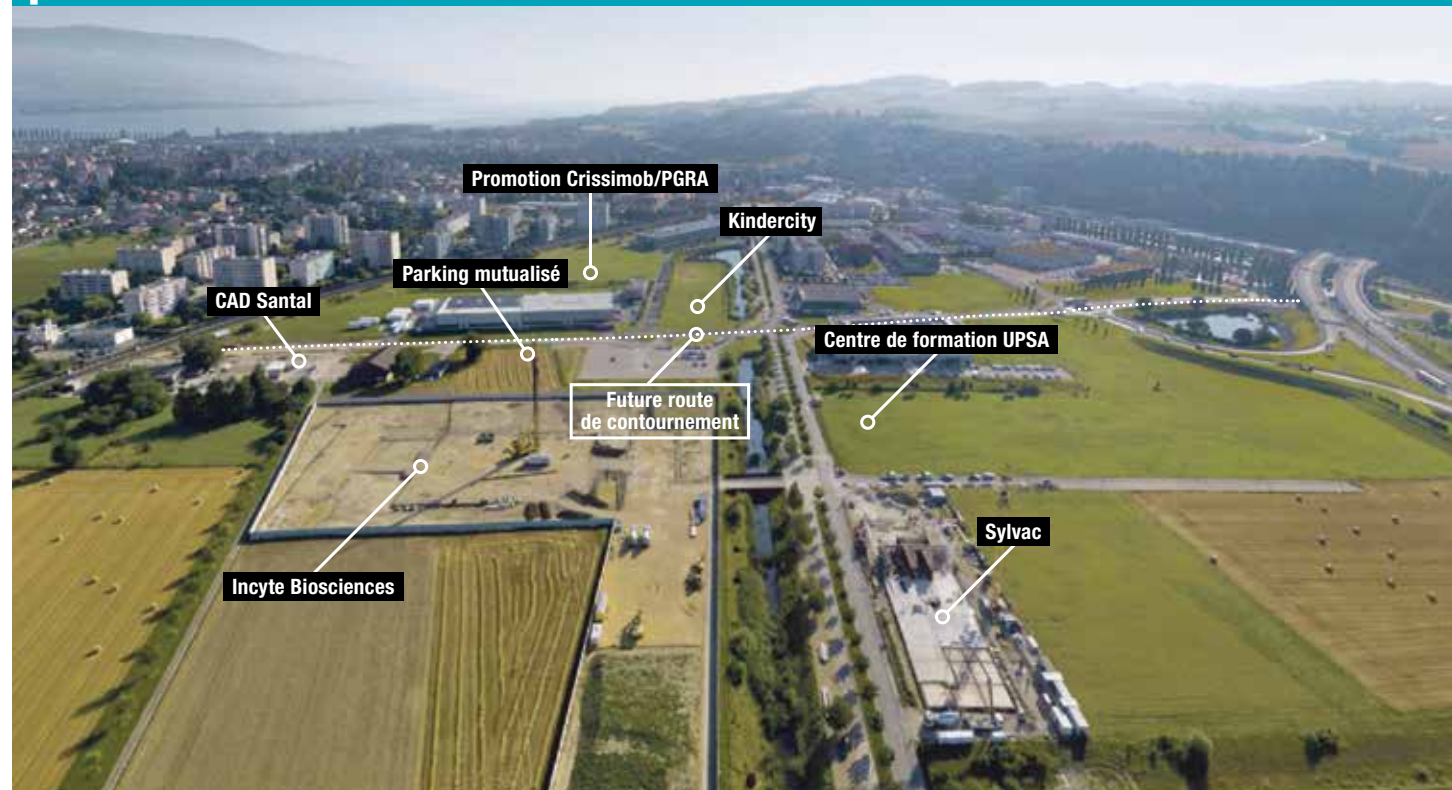 Promotion Crissimob/PGRA
Kindercity
Parking mutualisé
CAD Santal
Centre de formation UPSA
Future route
de contournement
Sylvac
Incyte Biosciences